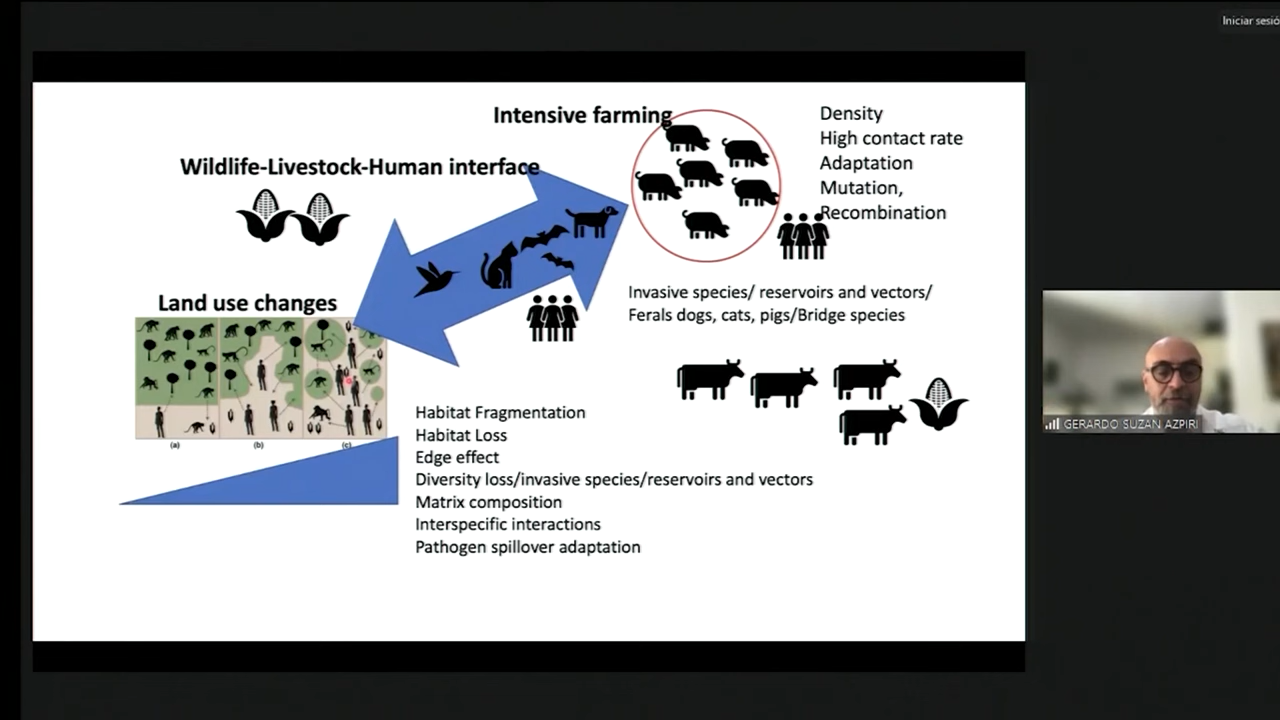 Iniciar sesió
Intensive farming
Density
High contact rate
Adaptation
Mutation,
Recombination
Wildlife-Livestock-Human interface
Land use changes
Invasive species/ reservoirs and vectors/
Ferals dogs, cats, pigs/Bridge species
(a)
(b)
(c)
Habitat Fragmentation
Habitat Loss
Edge effect
Diversity loss/invasive species/reservoirs and vectors
Matrix composition
Interspecific interactions
Pathogen spillover adaptation
GERARDO SUZAN AZPIRI